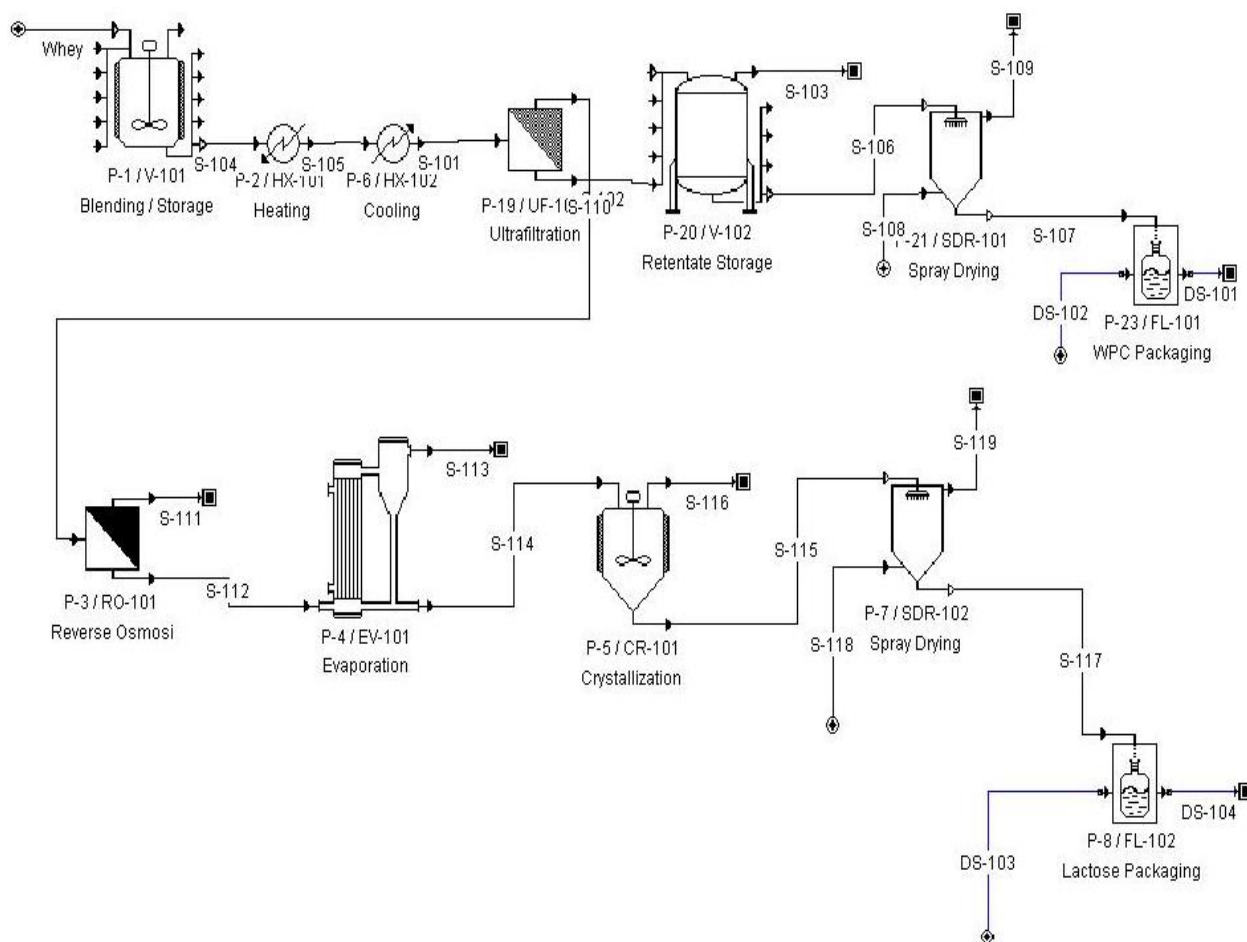 Whey
S-104
P-1 / V-101
Blending / Storage
S-105
P-2 / HX-101
Heating
S-101
P-6 / HX-102
Cooling
S-110
P-19 / UF-10
Ultrafiltration
S-103
P-20 / V-102
Retentate Storage
S-106
S-109
S-108
-21 / SDR-101
Spray Drying
S-107
DS-102
DS-101
P-23 / FL-101
WPC Packaging
S-111
S-112
P-3 / RO-101
Reverse Osmosi
S-113
P-4 / EV-101
Evaporation
S-114
S-116
P-5 / CR-101
Crystallization
S-115
S-119
S-118
P-7 / SDR-102
Spray Drying
S-117
DS-103
DS-104
P-8 / FL-102
Lactose Packaging